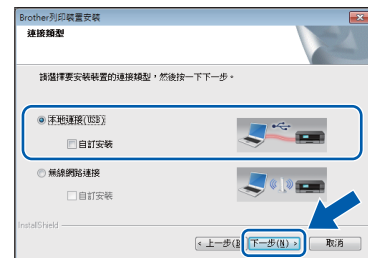 Brother列印裝置安裝
連接類型
請選擇要安裝裝置的連接類型，然後按一下下一步。
本地連接(USB)
自訂安裝
無線網路連接
自訂安裝
InstallShield
< 上一步(B) 下一步(N) > 取消